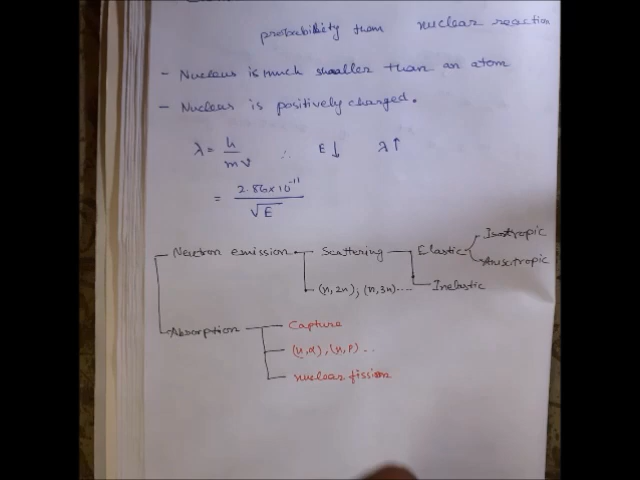 probability than nuclear reaction
- Nucleus is much smaller than an atom
- Nucleus is positively charged.
λ = h / mv ∴ E↓ λ↑
= 2.86×10⁻¹¹ / √E
Neutron emission Scattering Elastic Isotropic
Anisotropic
(n,2n); (n,3n).... Inelastic
Absorption Capture
(n,α), (n,p)..
nuclear fission